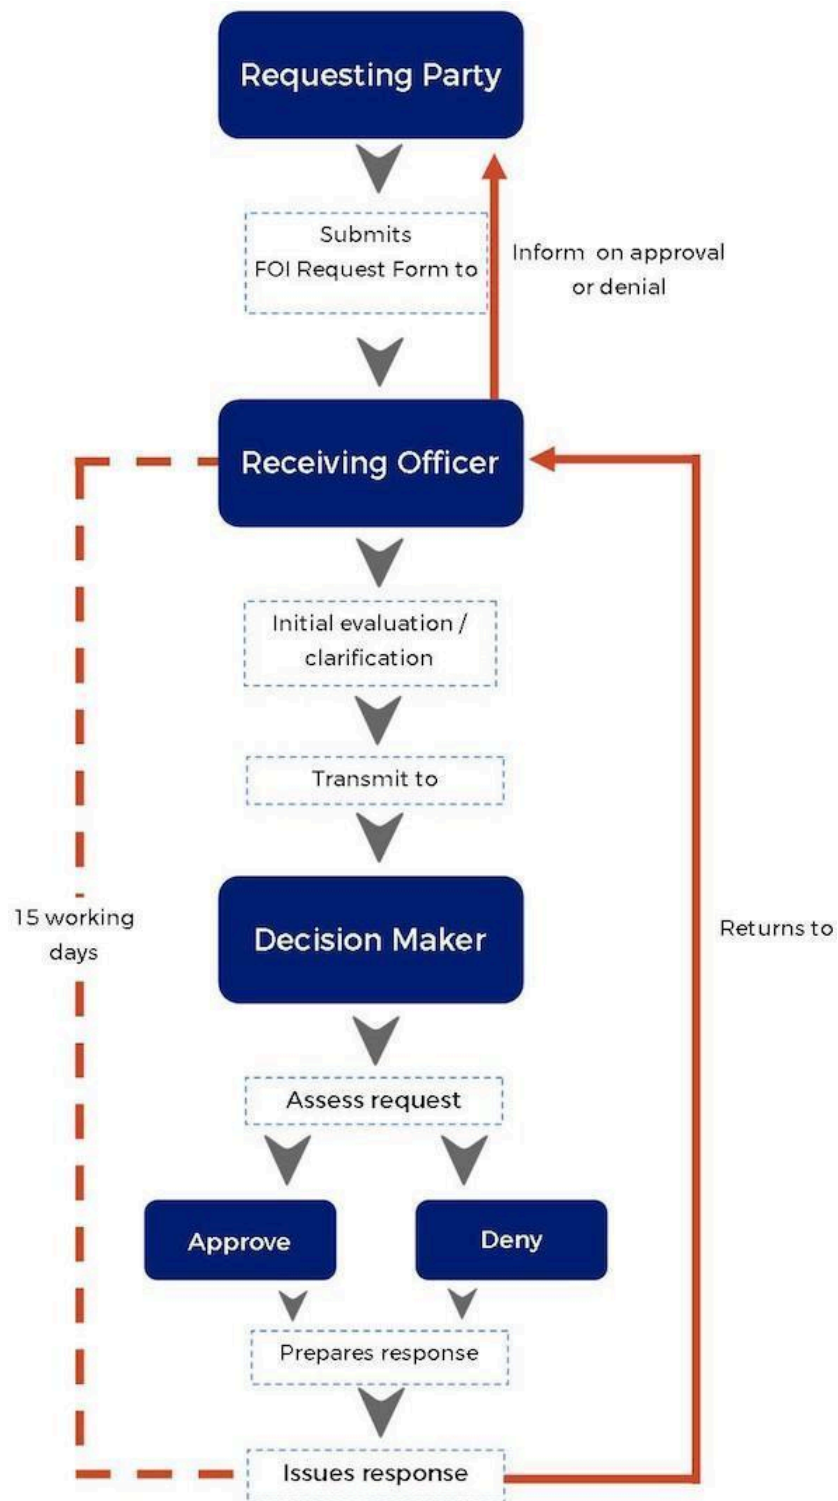 Requesting Party
Submits
FOI Request Form to
Inform on approval
or denial
Receiving Officer
Initial evaluation /
clarification
Transmit to
15 working
days
Decision Maker
Returns to
Assess request
Approve
Deny
Prepares response
Issues response